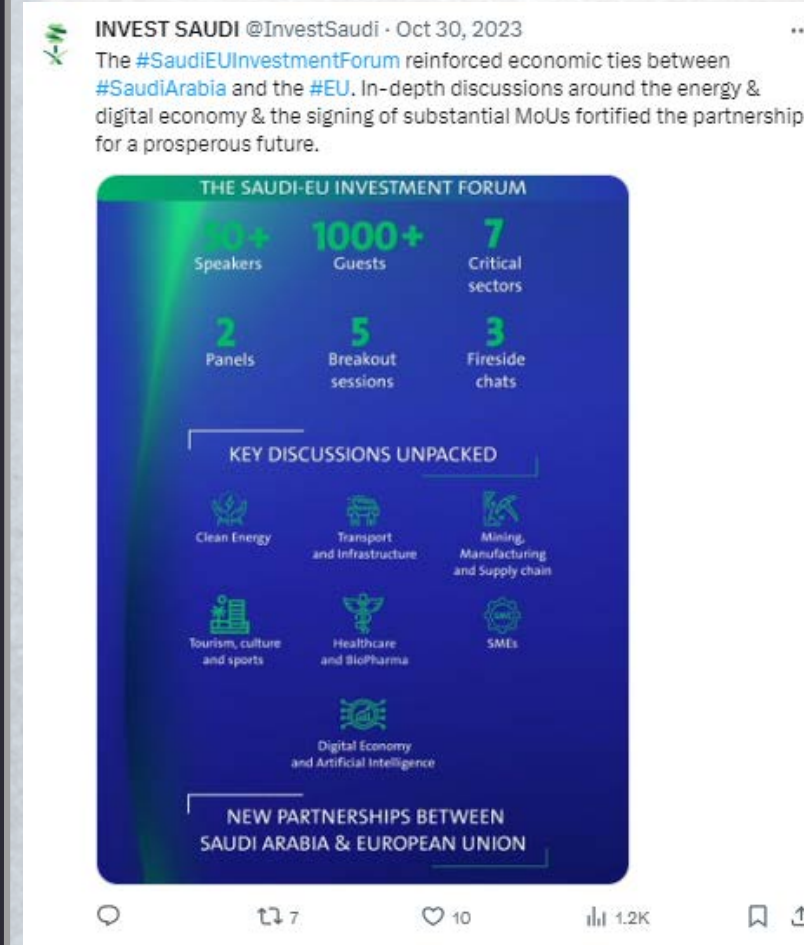 INVEST SAUDI @InvestSaudi · Oct 30, 2023
The #SaudiEUInvestmentForum reinforced economic ties between
#SaudiArabia and the #EU. In-depth discussions around the energy &
digital economy & the signing of substantial MoUs fortified the partnership
for a prosperous future.
THE SAUDI-EU INVESTMENT FORUM
1000+ 7
Speakers Guests Critical
sectors
2 5 3
Panels Breakout Fireside
sessions chats
KEY DISCUSSIONS UNPACKED
Clean Energy Transport Mining,
and Infrastructure Manufacturing
and Supply chain
Tourism, culture Healthcare SMEs
and sports and BioPharma
Digital Economy
and Artificial Intelligence
NEW PARTNERSHIPS BETWEEN
SAUDI ARABIA & EUROPEAN UNION
7 10 1.2K